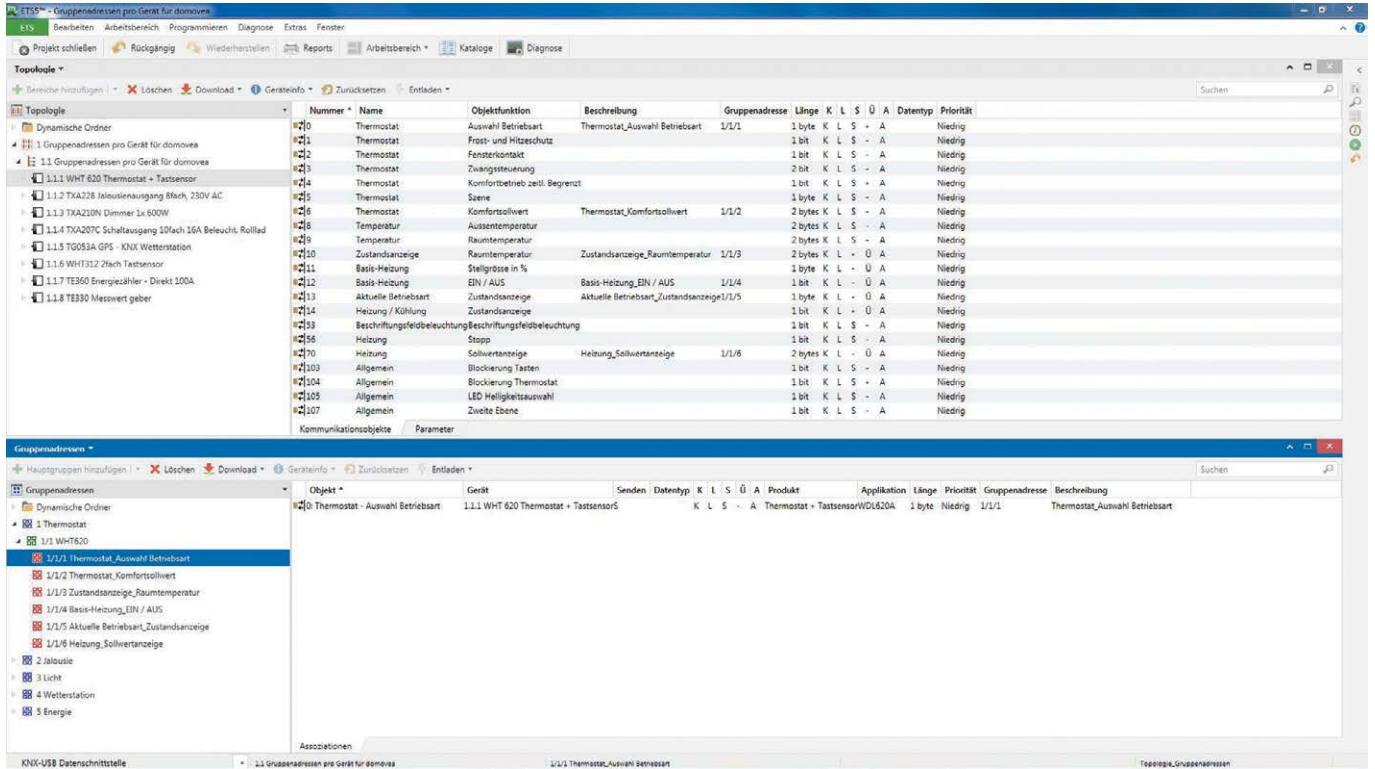 ETS5™ - Gruppenadressen pro Gerät für domovea
ETS Bearbeiten Arbeitsbereich Programmieren Diagnose Extras Fenster
Projekt schließen Rückgängig Wiederherstellen Reports Arbeitsbereich Kataloge Diagnose
Topologie
Bereiche hinzufügen Löschen Download Geräteinfo Zurücksetzen Entladen Suchen
Topologie
Dynamische Ordner
1 Gruppenadressen pro Gerät für domovea
1.1 Gruppenadressen pro Gerät für domovea
1.1.1 WHT 620 Thermostat + Tastsensor
1.1.2 TXA228 Jalousienausgang 8fach, 230V AC
1.1.3 TXA210N Dimmer 1x 600W
1.1.4 TXA207C Schaltausgang 10fach 16A Beleucht. Rolllad
1.1.5 TG053A GPS - KNX Wetterstation
1.1.6 WHT312 2fach Tastsensor
1.1.7 TE360 Energiezähler - Direkt 100A
1.1.8 TE330 Messwert geber
Nummer Name Objektfunktion Beschreibung Gruppenadresse Länge K L S Ü A Datentyp Priorität
0 Thermostat Auswahl Betriebsart Thermostat_Auswahl Betriebsart 1/1/1 1 byte K L S - A Niedrig
1 Thermostat Frost- und Hitzeschutz 1 bit K L S - A Niedrig
2 Thermostat Fensterkontakt 1 bit K L S - A Niedrig
3 Thermostat Zwangssteuerung 2 bit K L S - A Niedrig
4 Thermostat Komfortbetrieb zeitl. Begrenzt 1 bit K L S - A Niedrig
5 Thermostat Szene 1 byte K L S - A Niedrig
6 Thermostat Komfortsollwert Thermostat_Komfortsollwert 1/1/2 2 bytes K L S - A Niedrig
8 Temperatur Aussentemperatur 2 bytes K L S - A Niedrig
9 Temperatur Raumtemperatur 2 bytes K L S - A Niedrig
10 Zustandsanzeige Raumtemperatur Zustandsanzeige_Raumtemperatur 1/1/3 2 bytes K L - Ü A Niedrig
11 Basis-Heizung Stellgrösse in % 1 byte K L - Ü A Niedrig
12 Basis-Heizung EIN / AUS Basis-Heizung_EIN / AUS 1/1/4 1 bit K L - Ü A Niedrig
13 Aktuelle Betriebsart Zustandsanzeige Aktuelle Betriebsart_Zustandsanzeige 1/1/5 1 byte K L - Ü A Niedrig
14 Heizung / Kühlung Zustandsanzeige 1 bit K L - Ü A Niedrig
53 Beschriftungsfeldbeleuchtung Beschriftungsfeldbeleuchtung 1 bit K L S - A Niedrig
56 Heizung Stopp 1 bit K L S - A Niedrig
70 Heizung Sollwertanzeige Heizung_Sollwertanzeige 1/1/6 2 bytes K L - Ü A Niedrig
103 Allgemein Blockierung Tasten 1 bit K L S - A Niedrig
104 Allgemein Blockierung Thermostat 1 bit K L S - A Niedrig
105 Allgemein LED Helligkeitsauswahl 1 bit K L S - A Niedrig
107 Allgemein Zweite Ebene 1 bit K L S - A Niedrig
Kommunikationsobjekte Parameter
Gruppenadressen
Hauptgruppen hinzufügen Löschen Download Geräteinfo Zurücksetzen Entladen Suchen
Gruppenadressen
Dynamische Ordner
1 Thermostat
1/1 WHT620
1/1/1 Thermostat_Auswahl Betriebsart
1/1/2 Thermostat_Komfortsollwert
1/1/3 Zustandsanzeige_Raumtemperatur
1/1/4 Basis-Heizung_EIN / AUS
1/1/5 Aktuelle Betriebsart_Zustandsanzeige
1/1/6 Heizung_Sollwertanzeige
2 Jalousie
3 Licht
4 Wetterstation
5 Energie
Objekt Gerät Senden Datentyp K L S Ü A Produkt Applikation Länge Priorität Gruppenadresse Beschreibung
0: Thermostat - Auswahl Betriebsart 1.1.1 WHT 620 Thermostat + Tastsensor S K L S - A Thermostat + Tastsensor WDL620A 1 byte Niedrig 1/1/1 Thermostat_Auswahl Betriebsart
Assoziationen
KNX-USB Datenschnittstelle 1.1 Gruppenadressen pro Gerät für domovea 1/1/1 Thermostat_Auswahl Betriebsart Topologie_Gruppenadressen